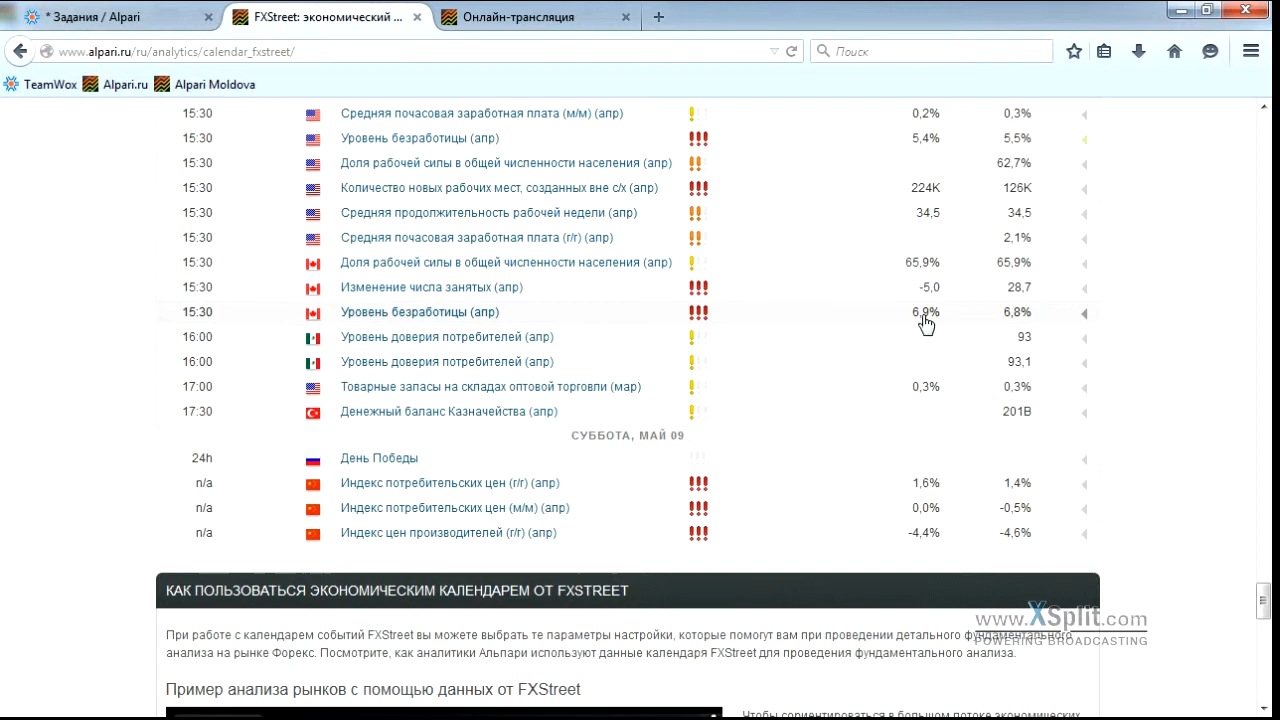 * Задания / Alpari
FXStreet: экономический ...
Онлайн-трансляция
www.alpari.ru/ru/analytics/calendar_fxstreet/
Поиск
TeamWox Alpari.ru Alpari Moldova
15:30 Средняя почасовая заработная плата (м/м) (апр) 0,2% 0,3%
15:30 Уровень безработицы (апр) 5,4% 5,5%
15:30 Доля рабочей силы в общей численности населения (апр) 62,7%
15:30 Количество новых рабочих мест, созданных вне с/х (апр) 224K 126K
15:30 Средняя продолжительность рабочей недели (апр) 34,5 34,5
15:30 Средняя почасовая заработная плата (г/г) (апр) 2,1%
15:30 Доля рабочей силы в общей численности населения (апр) 65,9% 65,9%
15:30 Изменение числа занятых (апр) -5,0 28,7
15:30 Уровень безработицы (апр) 6,9% 6,8%
16:00 Уровень доверия потребителей (апр) 93
16:00 Уровень доверия потребителей (апр) 93,1
17:00 Товарные запасы на складах оптовой торговли (мар) 0,3% 0,3%
17:30 Денежный баланс Казначейства (апр) 201B
СУББОТА, МАЙ 09
24h День Победы
n/a Индекс потребительских цен (г/г) (апр) 1,6% 1,4%
n/a Индекс потребительских цен (м/м) (апр) 0,0% -0,5%
n/a Индекс цен производителей (г/г) (апр) -4,4% -4,6%
КАК ПОЛЬЗОВАТЬСЯ ЭКОНОМИЧЕСКИМ КАЛЕНДАРЕМ ОТ FXSTREET
www.XSplit.com
POWERING BROADCASTING
При работе с календарем событий FXStreet вы можете выбрать те параметры настройки, которые помогут вам при проведении детального фундаментального
анализа на рынке Форекс. Посмотрите, как аналитики Альпари используют данные календаря FXStreet для проведения фундаментального анализа.
Пример анализа рынков с помощью данных от FXStreet
Чтобы сориентироваться в большом потоке экономических